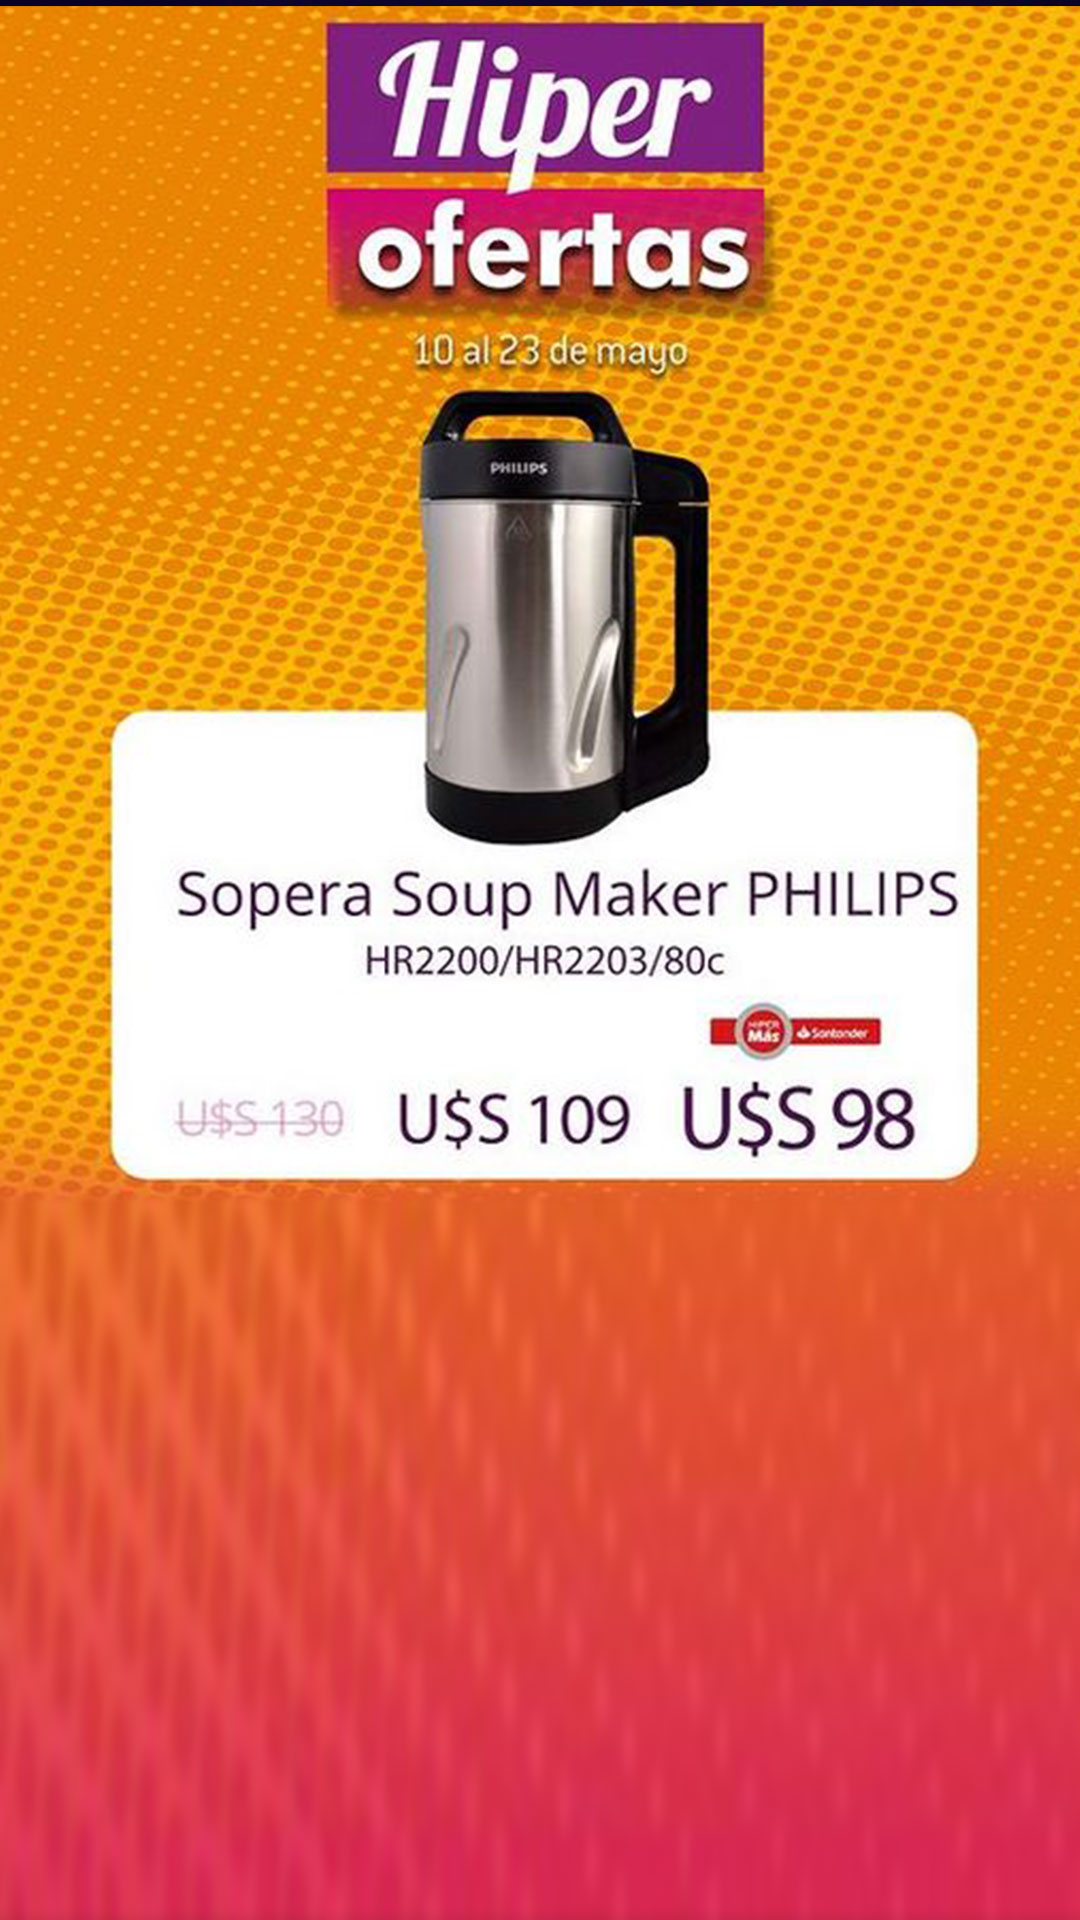 Hiper
ofertas
10 al 23 de mayo
PHILIPS
Sopera Soup Maker PHILIPS
HR2200/HR2203/80c
HIPER
Más
Santander
U$S 130
U$S 109
U$S 98